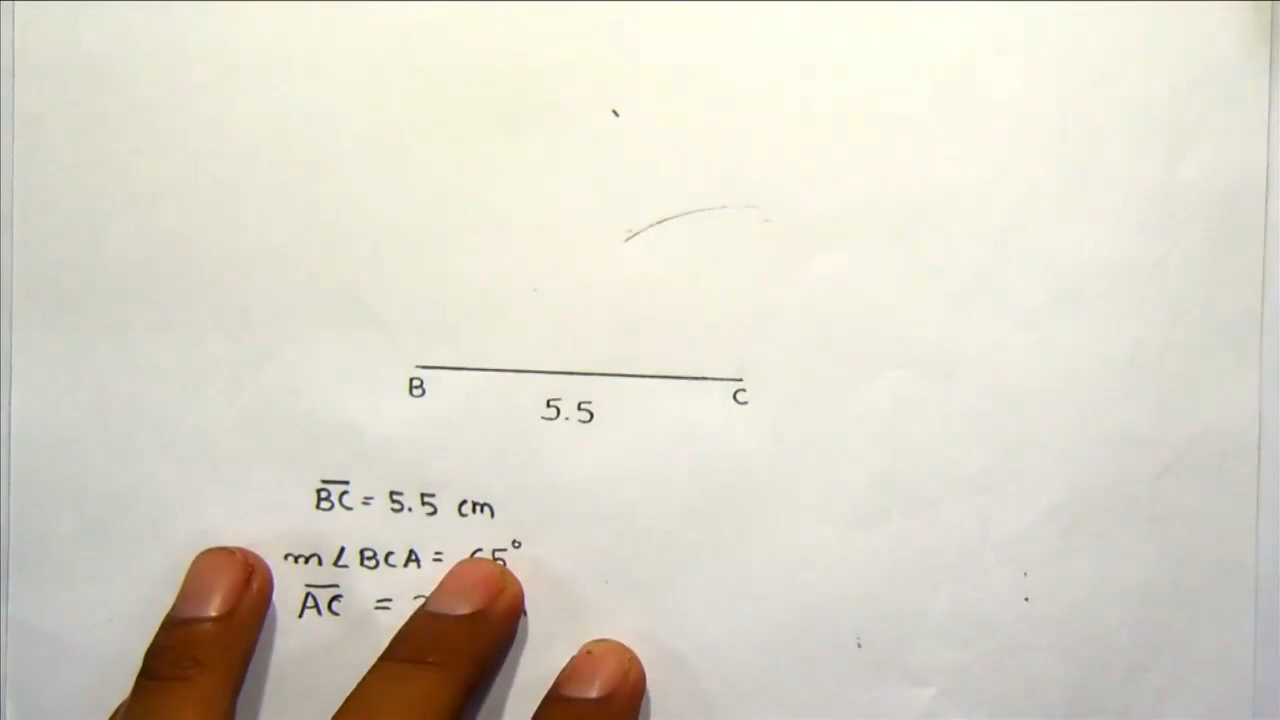 B
C
5.5
BC = 5.5 cm
m∠BCA =
AC =